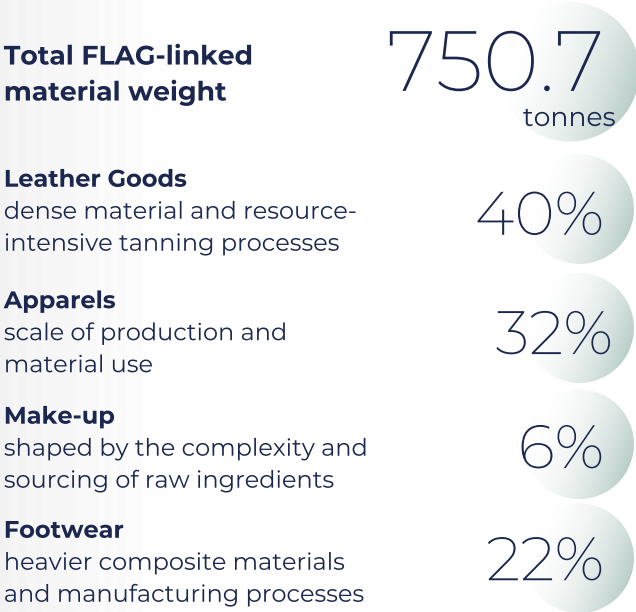 Total FLAG-linked
material weight
750.7
tonnes
Leather Goods
dense material and resource-
intensive tanning processes
40%
Apparels
scale of production and
material use
32%
Make-up
shaped by the complexity and
sourcing of raw ingredients
6%
Footwear
heavier composite materials
and manufacturing processes
22%